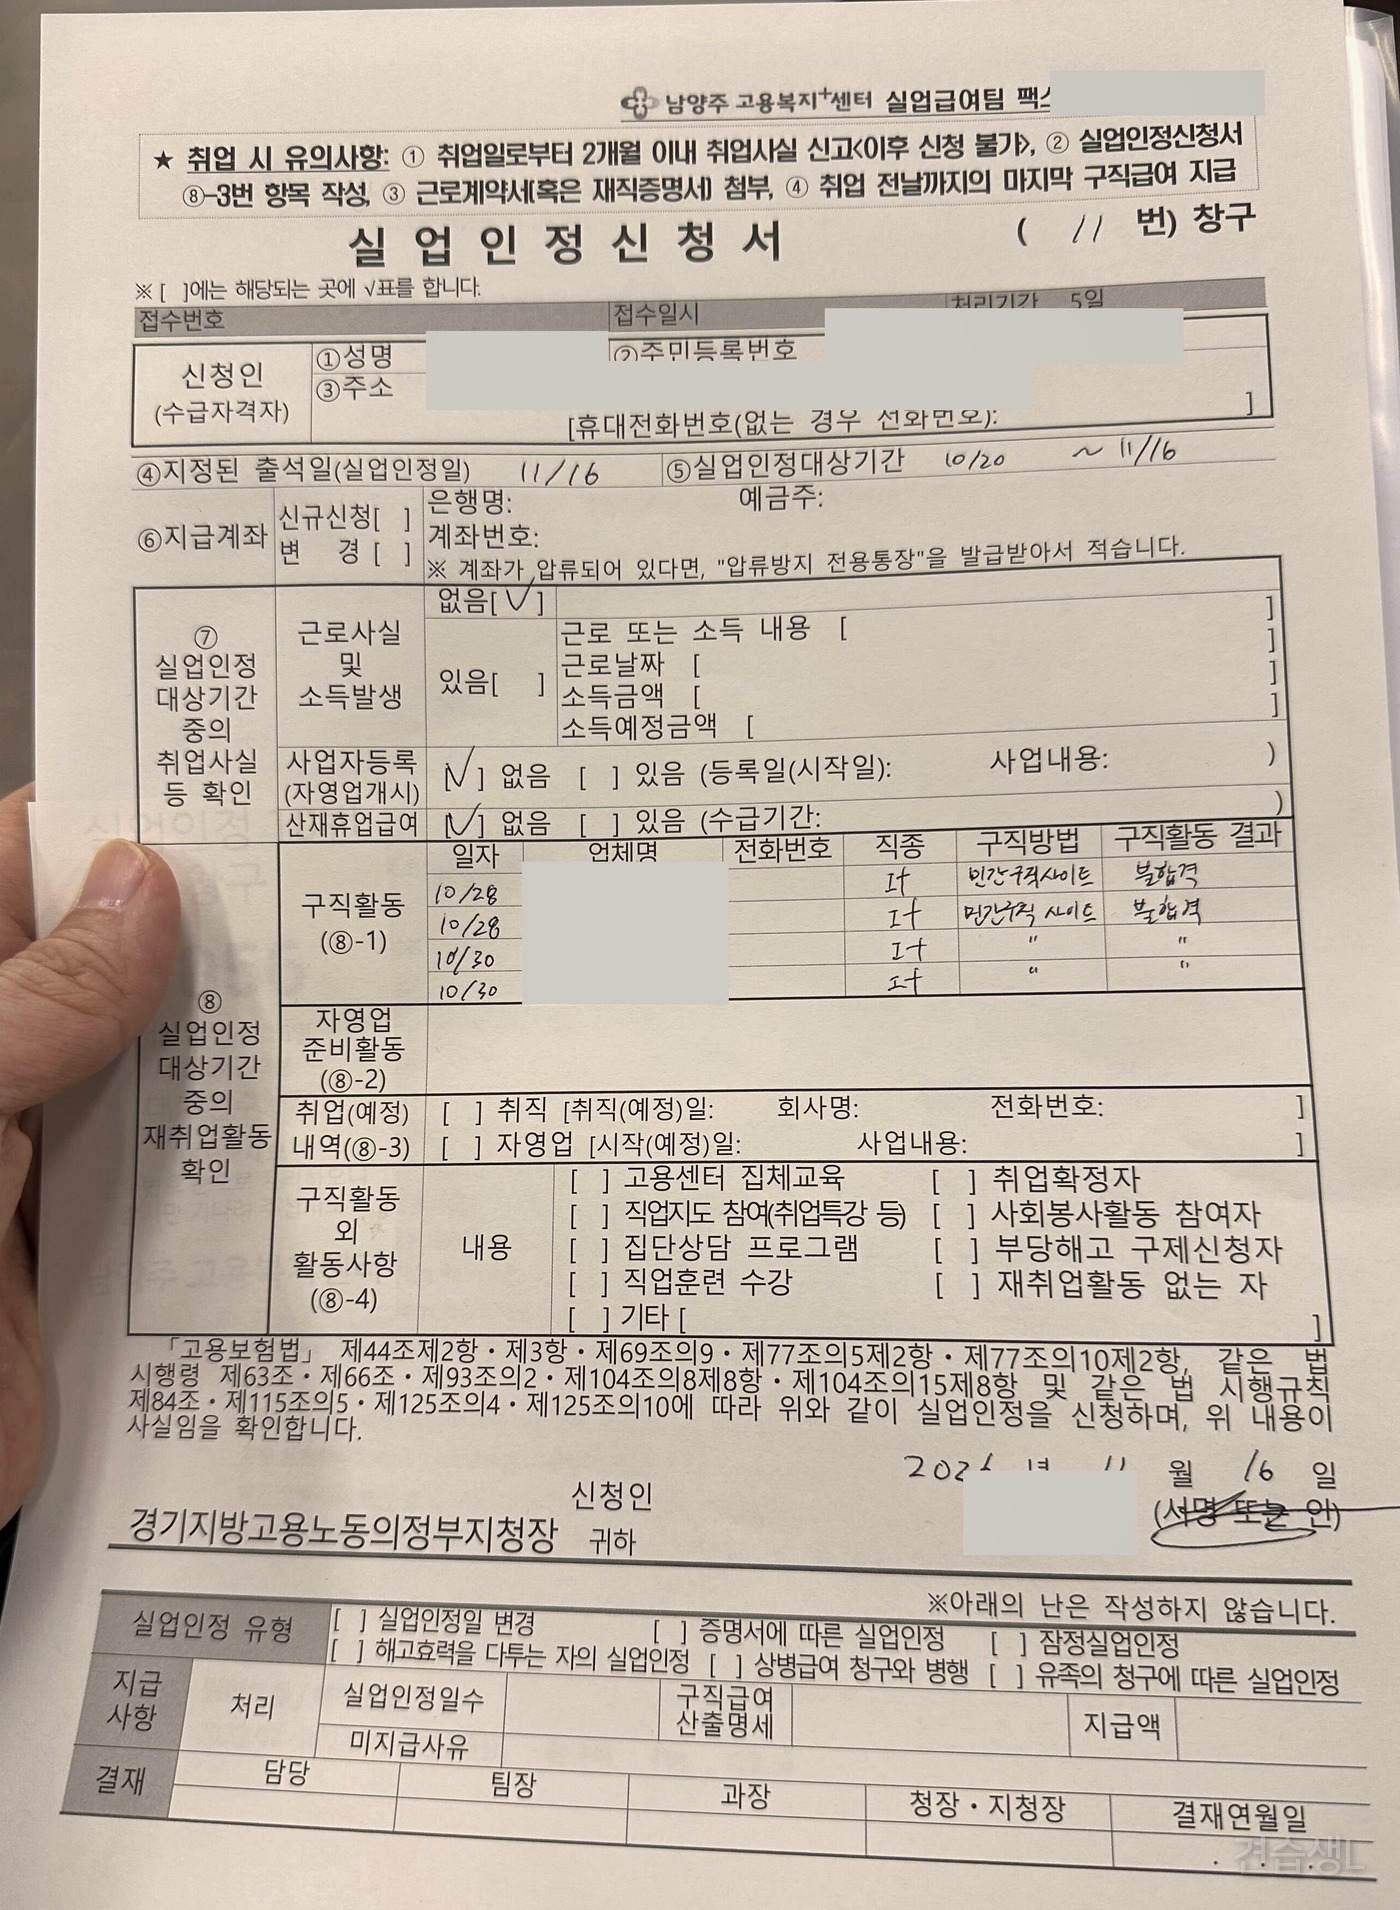 남양주 고용복지+센터 실업급여팀 팩스
★ 취업 시 유의사항: ① 취업일로부터 2개월 이내 취업사실 신고<이후 신청 불가>, ② 실업인정신청서
⑧-3번 항목 작성, ③ 근로계약서(혹은 재직증명서) 첨부, ④ 취업 전날까지의 마지막 구직급여 지급
실업인정신청서 ( 11 번) 창구
※ [ ]에는 해당되는 곳에 √표를 합니다.
접수번호 접수일시 처리기간 5일
신청인
(수급자격자)
①성명 ②주민등록번호
③주소
[휴대전화번호(없는 경우 전화번호): ]
④지정된 출석일(실업인정일) 11/16 ⑤실업인정대상기간 10/20 ~ 11/16
⑥지급계좌
신규신청[ ]
변 경 [ ]
은행명: 예금주:
계좌번호:
※ 계좌가 압류되어 있다면, "압류방지 전용통장"을 발급받아서 적습니다.
⑦
실업인정
대상기간
중의
취업사실
등 확인
근로사실
및
소득발생
없음[ √ ] ]
있음[ ]
근로 또는 소득 내용 [ ]
근로날짜 [ ]
소득금액 [ ]
소득예정금액 [
사업자등록
(자영업개시)
[√] 없음 [ ] 있음 (등록일(시작일): 사업내용: )
산재휴업급여 [√] 없음 [ ] 있음 (수급기간: )
⑧
실업인정
대상기간
중의
재취업활동
확인
구직활동
(⑧-1)
일자 업체명 전화번호 직종 구직방법 구직활동 결과
10/28 It 민간구직사이트 불합격
10/28 It 민간구직 사이트 불합격
10/30 It " "
10/30 It " "
자영업
준비활동
(⑧-2)
취업(예정)
내역(⑧-3)
[ ] 취직 [취직(예정)일: 회사명: 전화번호: ]
[ ] 자영업 [시작(예정)일: 사업내용: ]
구직활동
외
활동사항
(⑧-4)
내용
[ ] 고용센터 집체교육 [ ] 취업확정자
[ ] 직업지도 참여(취업특강 등) [ ] 사회봉사활동 참여자
[ ] 집단상담 프로그램 [ ] 부당해고 구제신청자
[ ] 직업훈련 수강 [ ] 재취업활동 없는 자
[ ] 기타 [ ]
「고용보험법」 제44조제2항・제3항・제69조의9・제77조의5제2항・제77조의10제2항, 같은 법
시행령 제63조・제66조・제93조의2・제104조의8제8항・제104조의15제8항 및 같은 법 시행규칙
제84조・제115조의5・제125조의4・제125조의10에 따라 위와 같이 실업인정을 신청하며, 위 내용이
사실임을 확인합니다.
년 11 월 16 일
신청인 (서명 또는 인)
경기지방고용노동의정부지청장 귀하
※아래의 난은 작성하지 않습니다.
실업인정 유형
[ ] 실업인정일 변경 [ ] 증명서에 따른 실업인정 [ ] 잠정실업인정
[ ] 해고효력을 다투는 자의 실업인정 [ ] 상병급여 청구와 병행 [ ] 유족의 청구에 따른 실업인정
지급
사항
처리
실업인정일수
구직급여
산출명세
지급액
미지급사유
결재
담당 팀장 과장 청장・지청장 결재연월일
. . .
견습생L